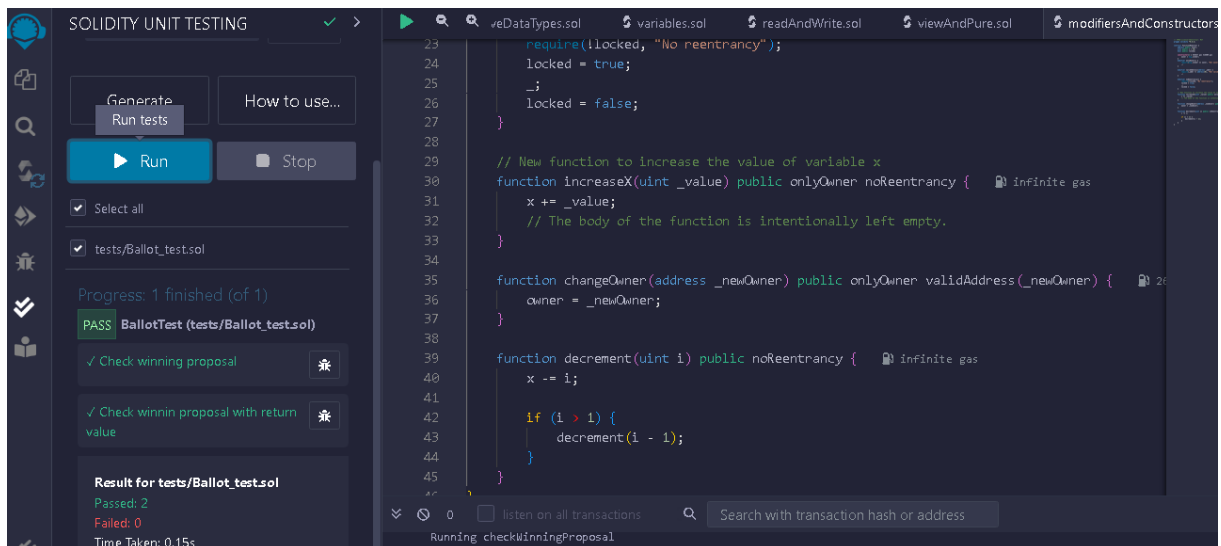 SOLIDITY UNIT TESTING
Generate
How to use...
Run tests
Run
Stop
Select all
tests/Ballot_test.sol
Progress: 1 finished (of 1)
PASS BallotTest (tests/Ballot_test.sol)
✓ Check winning proposal
✓ Check winnin proposal with return
value
Result for tests/Ballot_test.sol
Passed: 2
Failed: 0
Time Taken: 0.15s
veDataTypes.sol
variables.sol
readAndWrite.sol
viewAndPure.sol
modifiersAndConstructors
23 require(!locked, "No reentrancy");
24 locked = true;
25 _;
26 locked = false;
27 }
28
29 // New function to increase the value of variable x
30 function increaseX(uint _value) public onlyOwner noReentrancy { infinite gas
31 x += _value;
32 // The body of the function is intentionally left empty.
33 }
34
35 function changeOwner(address _newOwner) public onlyOwner validAddress(_newOwner) { 26
36 owner = _newOwner;
37 }
38
39 function decrement(uint i) public noReentrancy { infinite gas
40 x -= i;
41
42 if (i > 1) {
43 decrement(i - 1);
44 }
45 }
46 }
0
listen on all transactions
Search with transaction hash or address
Running checkWinningProposal